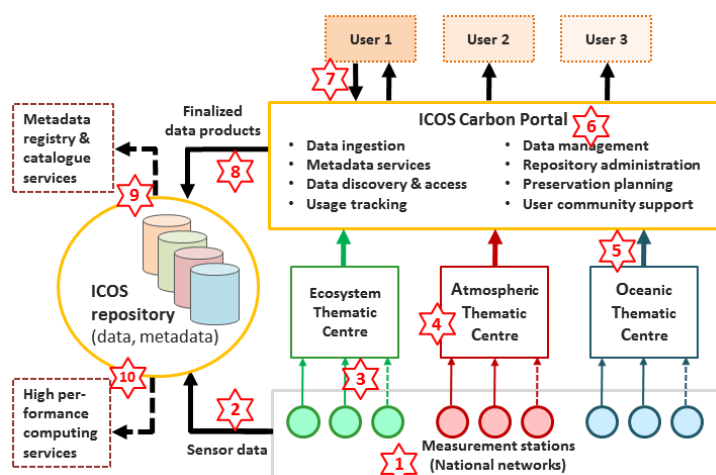 User 1
User 2
User 3
7
Metadata
registry &
catalogue
services
Finalized
data products
ICOS Carbon Portal
6
• Data ingestion
• Metadata services
• Data discovery & access
• Usage tracking
• Data management
• Repository administration
• Preservation planning
• User community support
8
9
5
ICOS
repository
(data, metadata)
Ecosystem
Thematic
Centre
Atmospheric
Thematic
Centre
4
Oceanic
Thematic
Centre
10
3
High per-
formance
computing
services
2
Sensor data
1
Measurement stations
(National networks)